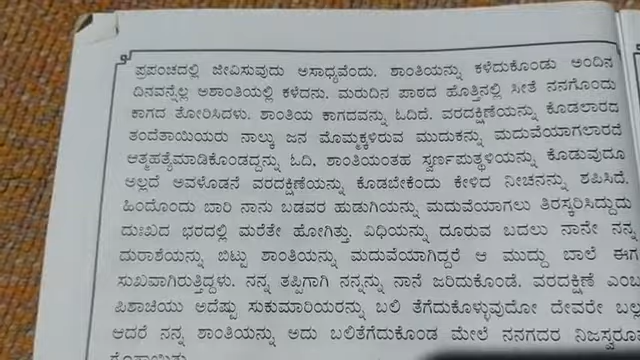 ಪ್ರಪಂಚದಲ್ಲಿ ಜೀವಿಸುವುದು ಅಸಾಧ್ಯವೆಂದು. ಶಾಂತಿಯನ್ನು ಕಳೆದುಕೊಂಡು ಅಂದಿನ
ದಿನವನ್ನೆಲ್ಲ ಅಶಾಂತಿಯಲ್ಲಿ ಕಳೆದನು. ಮರುದಿನ ಪಾಠದ ಹೊತ್ತಿನಲ್ಲಿ ಸೀತೆ ನನಗೊಂದು
ಕಾಗದ ತೋರಿಸಿದಳು. ಶಾಂತಿಯ ಕಾಗದವನ್ನು ಓದಿದೆ. ವರದಕ್ಷಿಣೆಯನ್ನು ಕೊಡಲಾರದ
ತಂದೆತಾಯಿಯರು ನಾಲ್ಕು ಜನ ಮೊಮ್ಮಕ್ಕಳಿರುವ ಮುದುಕನ್ನು ಮದುವೆಯಾಗಲಾರದೆ
ಆತ್ಮಹತ್ಯೆಮಾಡಿಕೊಂಡದ್ದನ್ನು ಓದಿ. ಶಾಂತಿಯಂತಹ ಸ್ವರ್ಣಪುತ್ಥಳಿಯನ್ನು ಕೊಡುವುದೂ
ಅಲ್ಲದೆ ಅವಳೊಡನೆ ವರದಕ್ಷಿಣೆಯನ್ನು ಕೊಡಬೇಕೆಂದು ಕೇಳಿದ ನೀಚನನ್ನು ಶಪಿಸಿದೆ.
ಹಿಂದೊಂದು ಬಾರಿ ನಾನು ಬಡವರ ಹುಡುಗಿಯನ್ನು ಮದುವೆಯಾಗಲು ತಿರಸ್ಕರಿಸಿದ್ದುದು
ದುಃಖದ ಭರದಲ್ಲಿ ಮರೆತೇ ಹೋಗಿತ್ತು. ವಿಧಿಯನ್ನು ದೂರುವ ಬದಲು ನಾನೇ ನನ್ನ
ದುರಾಶೆಯನ್ನು ಬಿಟ್ಟು ಶಾಂತಿಯನ್ನು ಮದುವೆಯಾಗಿದ್ದರೆ ಆ ಮುದ್ದು ಬಾಲೆ ಈಗ
ಸುಖವಾಗಿರುತ್ತಿದ್ದಳು. ನನ್ನ ತಪ್ಪಿಗಾಗಿ ನನ್ನನ್ನು ನಾನೆ ಜರಿದುಕೊಂಡೆ. ವರದಕ್ಷಿಣೆ
ಪಿಶಾಚಿಯು ಅದೆಷ್ಟು ಸುಕುಮಾರಿಯರನ್ನು ಬಲಿ ತೆಗೆದುಕೊಳ್ಳುವುದೋ ದೇವರೇ ಬಲ್ಲ
ಆದರೆ ನನ್ನ ಶಾಂತಿಯನ್ನು ಅದು ಬಲಿತೆಗೆದುಕೊಂಡ ಮೇಲೆ ನನಗದರ